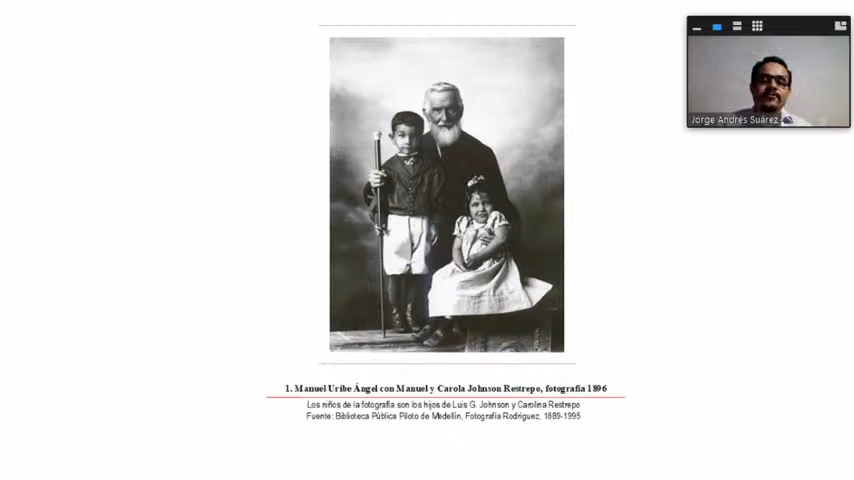 Jorge Andrés Suárez
1. Manuel Uribe Ángel con Manuel y Carola Johnson Restrepo, fotografía 1896
Los niños de la fotografía son los hijos de Luis G. Johnson y Carolina Restrepo
Fuente: Biblioteca Pública Piloto de Medellín, Fotografía Rodríguez, 1889-1995